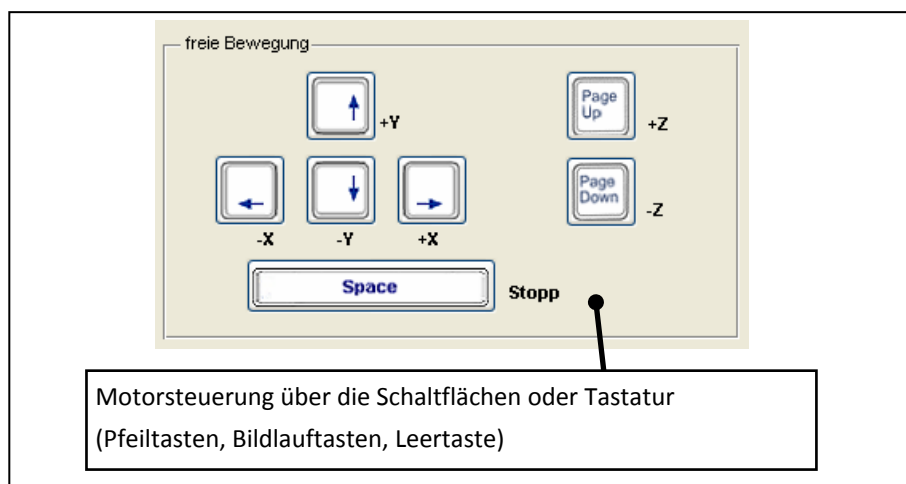 freie Bewegung
+Y
Page Up
+Z
Page Down
-Z
-X
-Y
+X
Space
Stopp
Motorsteuerung über die Schaltflächen oder Tastatur
(Pfeiltasten, Bildlauftasten, Leertaste)